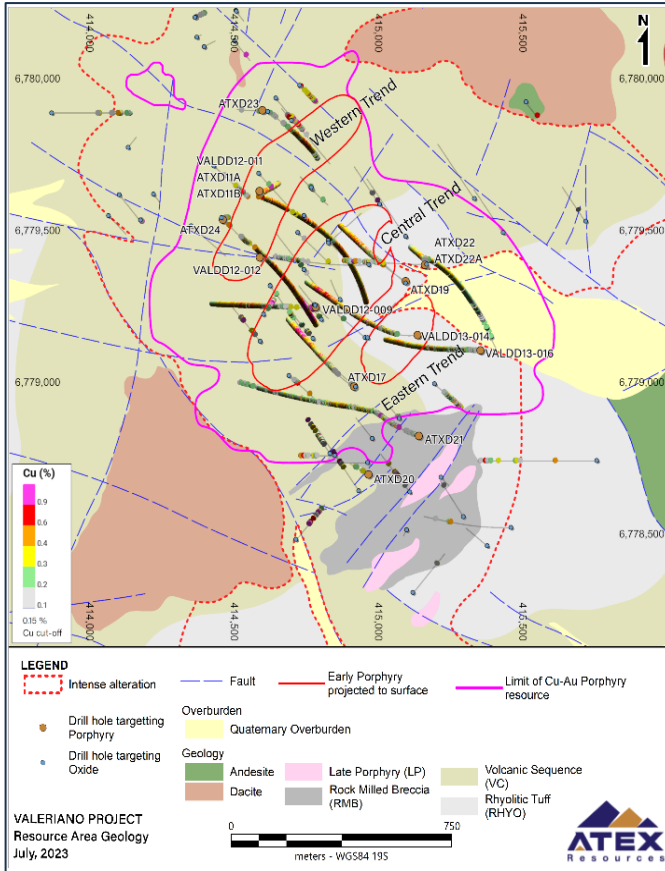 414,000
414,500
415,000
415,500
N
1
6,780,000
6,780,000
ATXD23
Western Trend
VALDD12-011
ATXD11A
ATXD11B
Central Trend
6,779,500
ATXD24
ATXD22
6,779,500
ATXD22A
VALDD12-012
ATXD19
VALDD12-009
VALDD13-014
VALDD13-016
6,779,000
ATXD17
Eastern Trend
6,779,000
ATXD21
Cu (%)
0.9
ATXD20
0.6
0.4
0.3
6,778,500
0.2
0.1
0.15 %
Cu cut-off
414,000
414,500
415,000
415,500
LEGEND
Intense alteration
Fault
Early Porphyry
projected to surface
Limit of Cu-Au Porphyry
resource
Drill hole targeting
Porphyry
Overburden
Quaternary Overburden
Drill hole targeting
Oxide
Geology
Andesite
Late Porphyry (LP)
Volcanic Sequence
(VC)
Dacite
Rock Milled Breccia
(RMB)
Rhyolitic Tuff
(RHYO)
VALERIANO PROJECT
Resource Area Geology
July, 2023
0
750
meters - WGS84 19S
ATEX
Resources